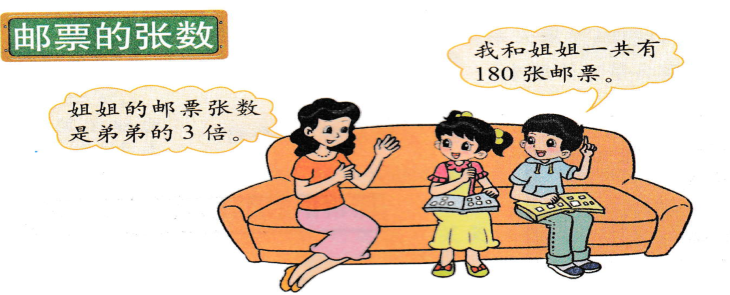 邮票的张数
我和姐姐一共有
180 张邮票。
姐姐的邮票张数
是弟弟的 3 倍。